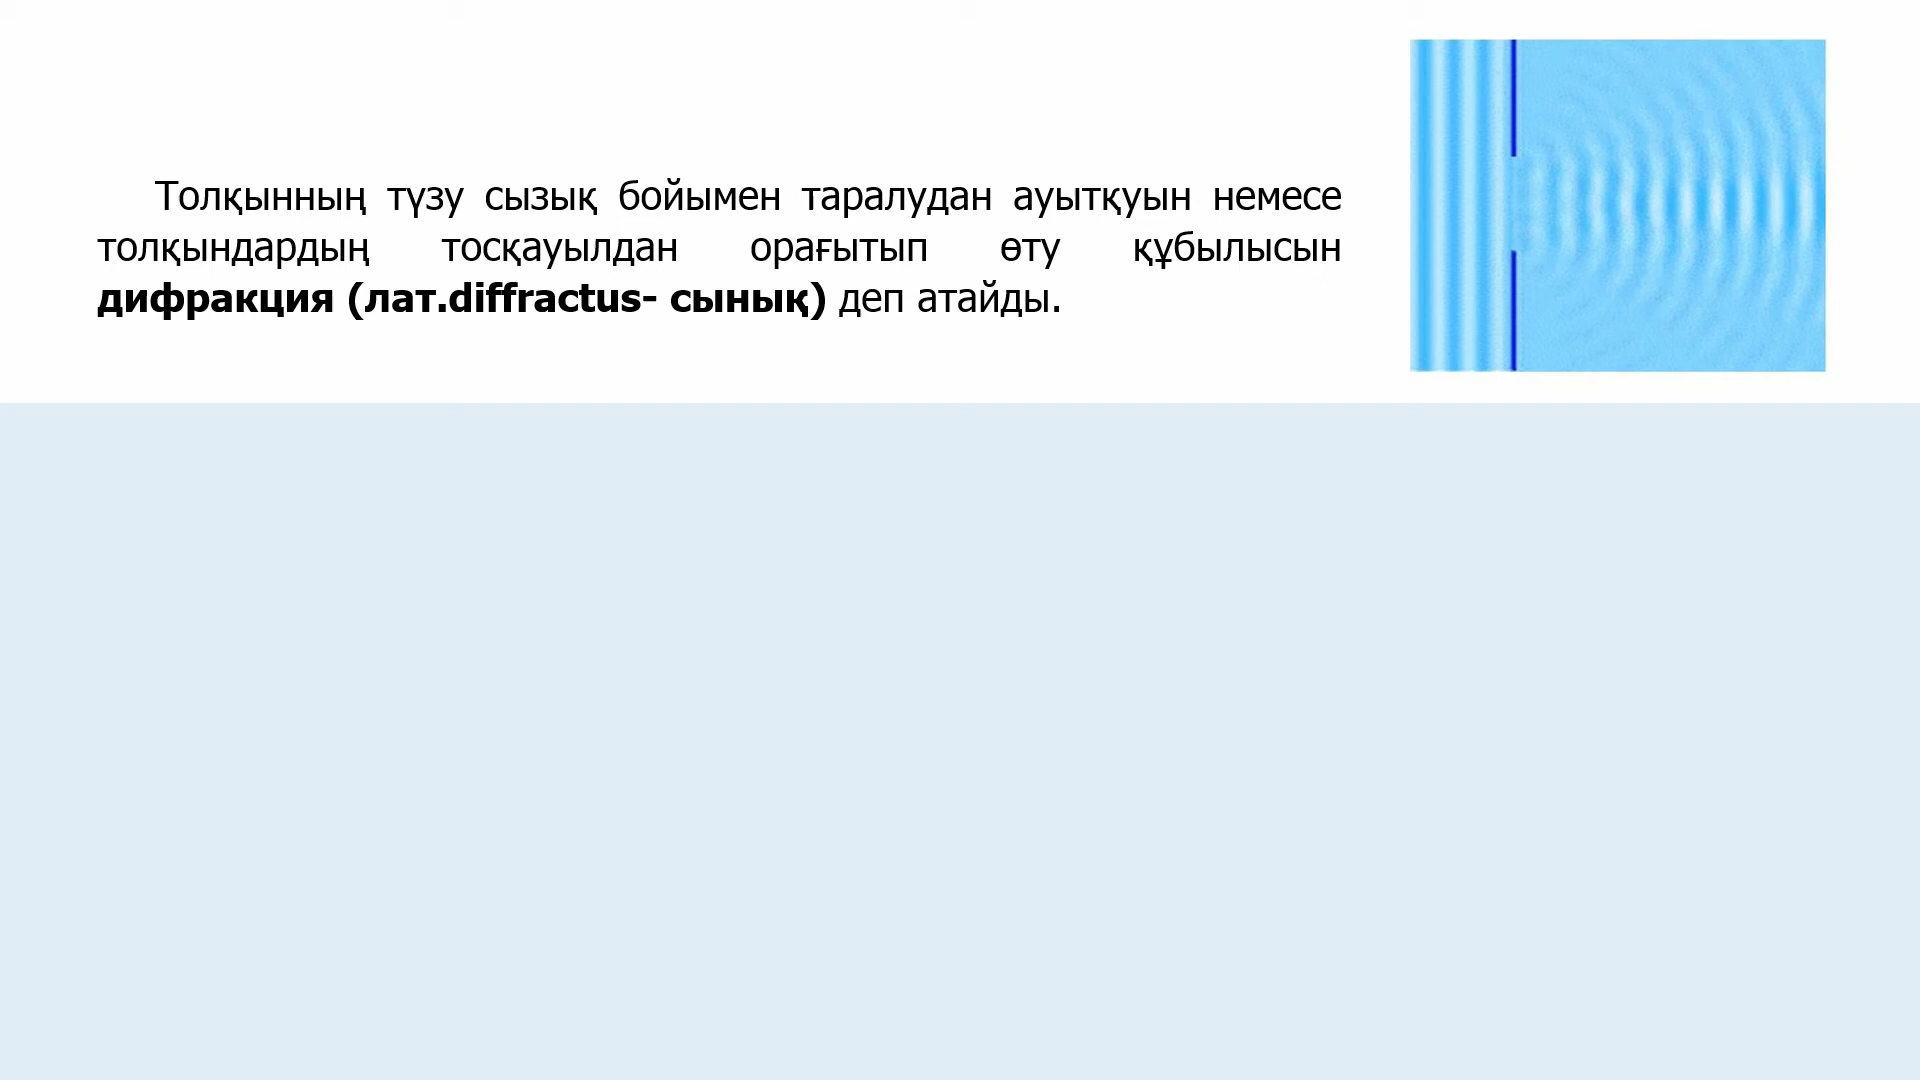 Толқынның түзу сызық бойымен таралудан ауытқуын немесе
толқындардың тосқауылдан орағытып өту құбылысын
дифракция (лат.diffractus- сынық) деп атайды.